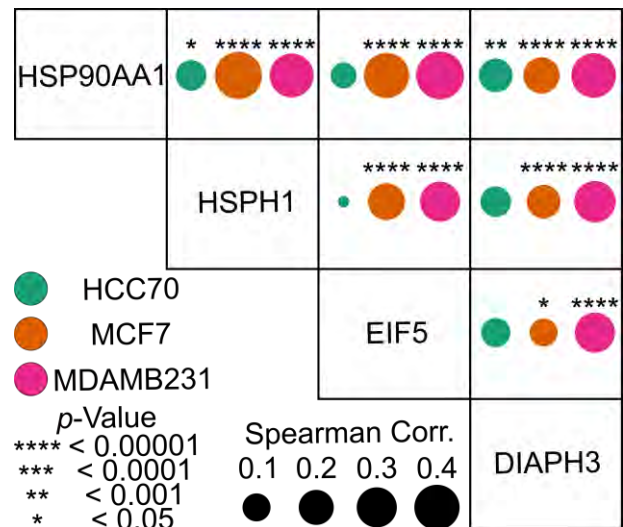 * **** **** **** **** ** **** ****
HSP90AA1
**** **** **** ****
HSPH1
* ****
HCC70
MCF7
EIF5
MDAMB231
p-Value
**** < 0.00001
*** < 0.0001
** < 0.001
* < 0.05
Spearman Corr.
0.1 0.2 0.3 0.4
DIAPH3